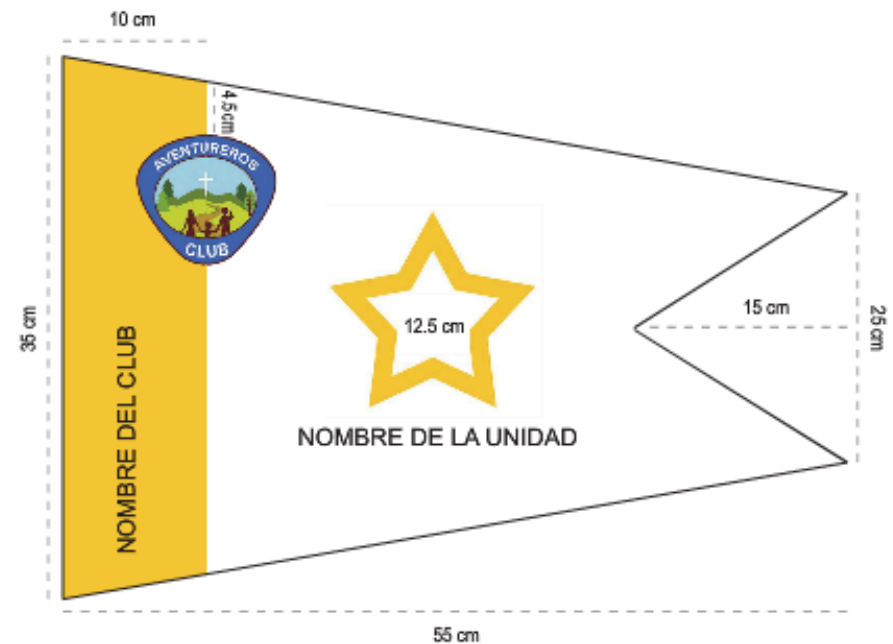 10 cm
4.5cm
AVENTUREROS
CLUB
35 cm
NOMBRE DEL CLUB
12.5 cm
NOMBRE DE LA UNIDAD
15 cm
25 cm
55 cm